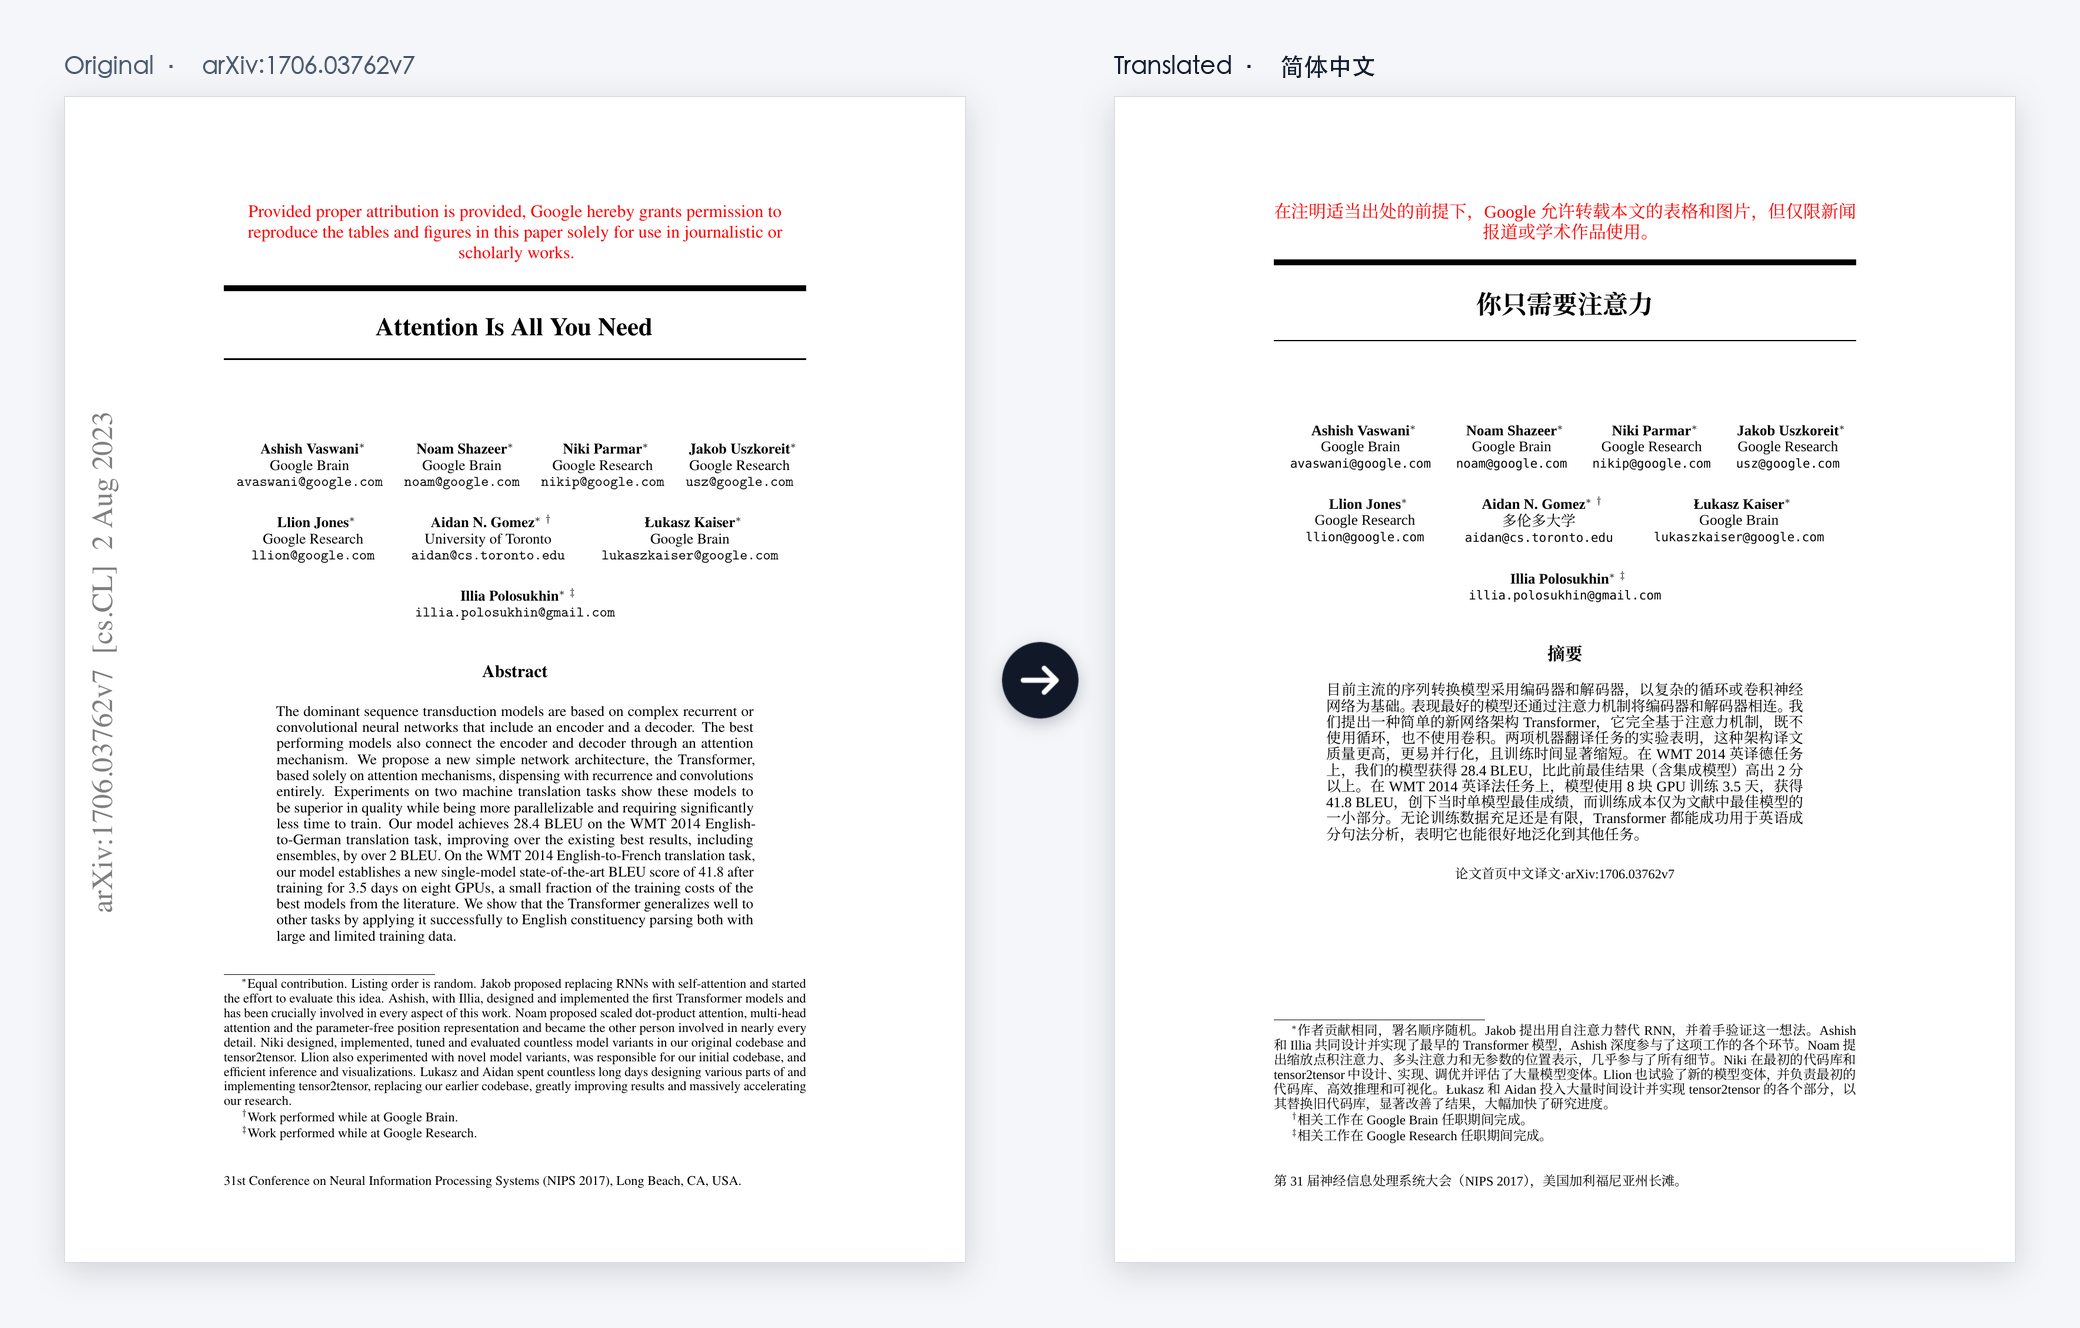 Original · arXiv:1706.03762v7
Provided proper attribution is provided, Google hereby grants permission to
reproduce the tables and figures in this paper solely for use in journalistic or
scholarly works.
Attention Is All You Need
arXiv:1706.03762v7 [cs.CL] 2 Aug 2023
Ashish Vaswani* Noam Shazeer* Niki Parmar* Jakob Uszkoreit*
Google Brain Google Brain Google Research Google Research
avaswani@google.com noam@google.com nikip@google.com usz@google.com
Llion Jones* Aidan N. Gomez* † Łukasz Kaiser*
Google Research University of Toronto Google Brain
llion@google.com aidan@cs.toronto.edu lukaszkaiser@google.com
Illia Polosukhin* ‡
illia.polosukhin@gmail.com
Abstract
The dominant sequence transduction models are based on complex recurrent or
convolutional neural networks that include an encoder and a decoder. The best
performing models also connect the encoder and decoder through an attention
mechanism. We propose a new simple network architecture, the Transformer,
based solely on attention mechanisms, dispensing with recurrence and convolutions
entirely. Experiments on two machine translation tasks show these models to
be superior in quality while being more parallelizable and requiring significantly
less time to train. Our model achieves 28.4 BLEU on the WMT 2014 English-
to-German translation task, improving over the existing best results, including
ensembles, by over 2 BLEU. On the WMT 2014 English-to-French translation task,
our model establishes a new single-model state-of-the-art BLEU score of 41.8 after
training for 3.5 days on eight GPUs, a small fraction of the training costs of the
best models from the literature. We show that the Transformer generalizes well to
other tasks by applying it successfully to English constituency parsing both with
large and limited training data.
*Equal contribution. Listing order is random. Jakob proposed replacing RNNs with self-attention and started
the effort to evaluate this idea. Ashish, with Illia, designed and implemented the first Transformer models and
has been crucially involved in every aspect of this work. Noam proposed scaled dot-product attention, multi-head
attention and the parameter-free position representation and became the other person involved in nearly every
detail. Niki designed, implemented, tuned and evaluated countless model variants in our original codebase and
tensor2tensor. Llion also experimented with novel model variants, was responsible for our initial codebase, and
efficient inference and visualizations. Lukasz and Aidan spent countless long days designing various parts of and
implementing tensor2tensor, replacing our earlier codebase, greatly improving results and massively accelerating
our research.
†Work performed while at Google Brain.
‡Work performed while at Google Research.
31st Conference on Neural Information Processing Systems (NIPS 2017), Long Beach, CA, USA.
Translated · 简体中文
在注明适当出处的前提下，Google 允许转载本文的表格和图片，但仅限新闻
报道或学术作品使用。
你只需要注意力
Ashish Vaswani* Noam Shazeer* Niki Parmar* Jakob Uszkoreit*
Google Brain Google Brain Google Research Google Research
avaswani@google.com noam@google.com nikip@google.com usz@google.com
Llion Jones* Aidan N. Gomez* † Łukasz Kaiser*
Google Research 多伦多大学 Google Brain
llion@google.com aidan@cs.toronto.edu lukaszkaiser@google.com
Illia Polosukhin* ‡
illia.polosukhin@gmail.com
摘要
目前主流的序列转换模型采用编码器和解码器，以复杂的循环或卷积神经
网络为基础。表现最好的模型还通过注意力机制将编码器和解码器相连。我
们提出一种简单的新网络架构 Transformer，它完全基于注意力机制，既不
使用循环，也不使用卷积。两项机器翻译任务的实验表明，这种架构译文
质量更高，更易并行化，且训练时间显著缩短。在 WMT 2014 英译德任务
上，我们的模型获得 28.4 BLEU，比此前最佳结果（含集成模型）高出 2 分
以上。在 WMT 2014 英译法任务上，模型使用 8 块 GPU 训练 3.5 天，获得
41.8 BLEU，创下当时单模型最佳成绩，而训练成本仅为文献中最佳模型的
一小部分。无论训练数据充足还是有限，Transformer 都能成功用于英语成
分句法分析，表明它也能很好地泛化到其他任务。
论文首页中文译文·arXiv:1706.03762v7
*作者贡献相同，署名顺序随机。Jakob 提出用自注意力替代 RNN，并着手验证这一想法。Ashish
和 Illia 共同设计并实现了最早的 Transformer 模型，Ashish 深度参与了这项工作的各个环节。Noam 提
出缩放点积注意力、多头注意力和无参数的位置表示，几乎参与了所有细节。Niki 在最初的代码库和
tensor2tensor 中设计、实现、调优并评估了大量模型变体。Llion 也试验了新的模型变体，并负责最初的
代码库、高效推理和可视化。Łukasz 和 Aidan 投入大量时间设计并实现 tensor2tensor 的各个部分，以
其替换旧代码库，显著改善了结果，大幅加快了研究进度。
†相关工作在 Google Brain 任职期间完成。
‡相关工作在 Google Research 任职期间完成。
第 31 届神经信息处理系统大会（NIPS 2017），美国加利福尼亚州长滩。